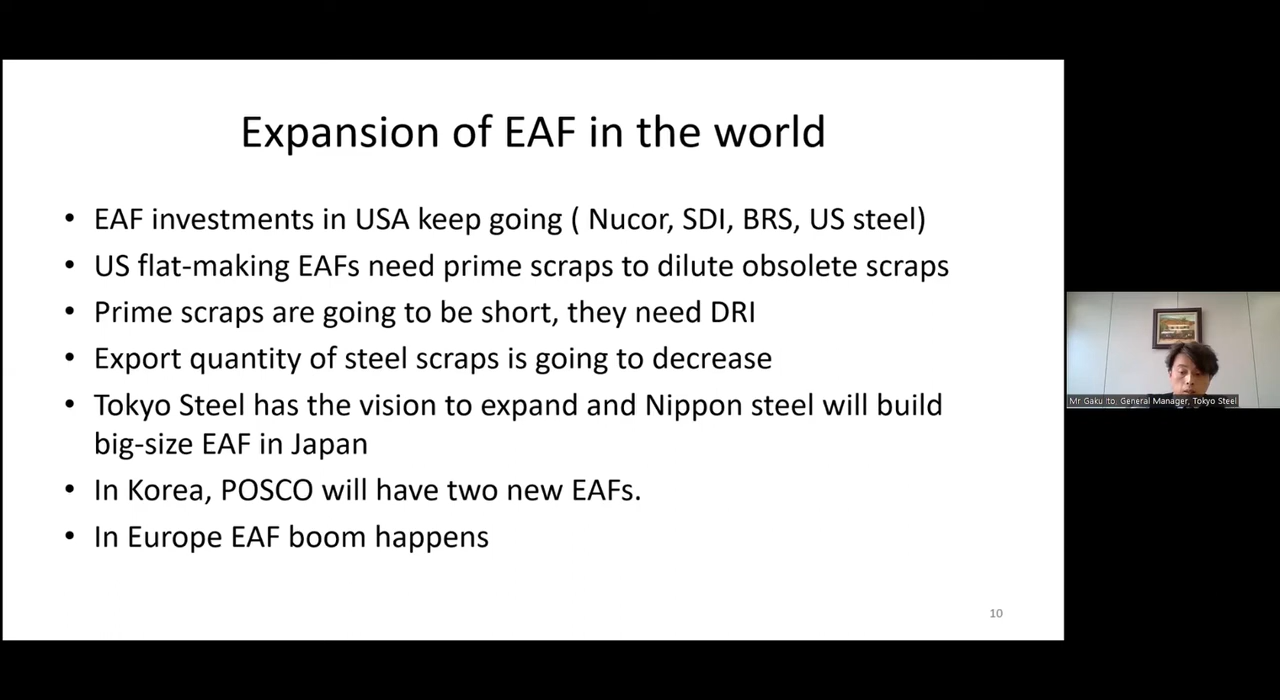 Expansion of EAF in the world
• EAF investments in USA keep going ( Nucor, SDI, BRS, US steel)
• US flat-making EAFs need prime scraps to dilute obsolete scraps
• Prime scraps are going to be short, they need DRI
• Export quantity of steel scraps is going to decrease
• Tokyo Steel has the vision to expand and Nippon steel will build
big-size EAF in Japan
• In Korea, POSCO will have two new EAFs.
• In Europe EAF boom happens
10
Mr Gaku Ito, General Manager, Tokyo Steel